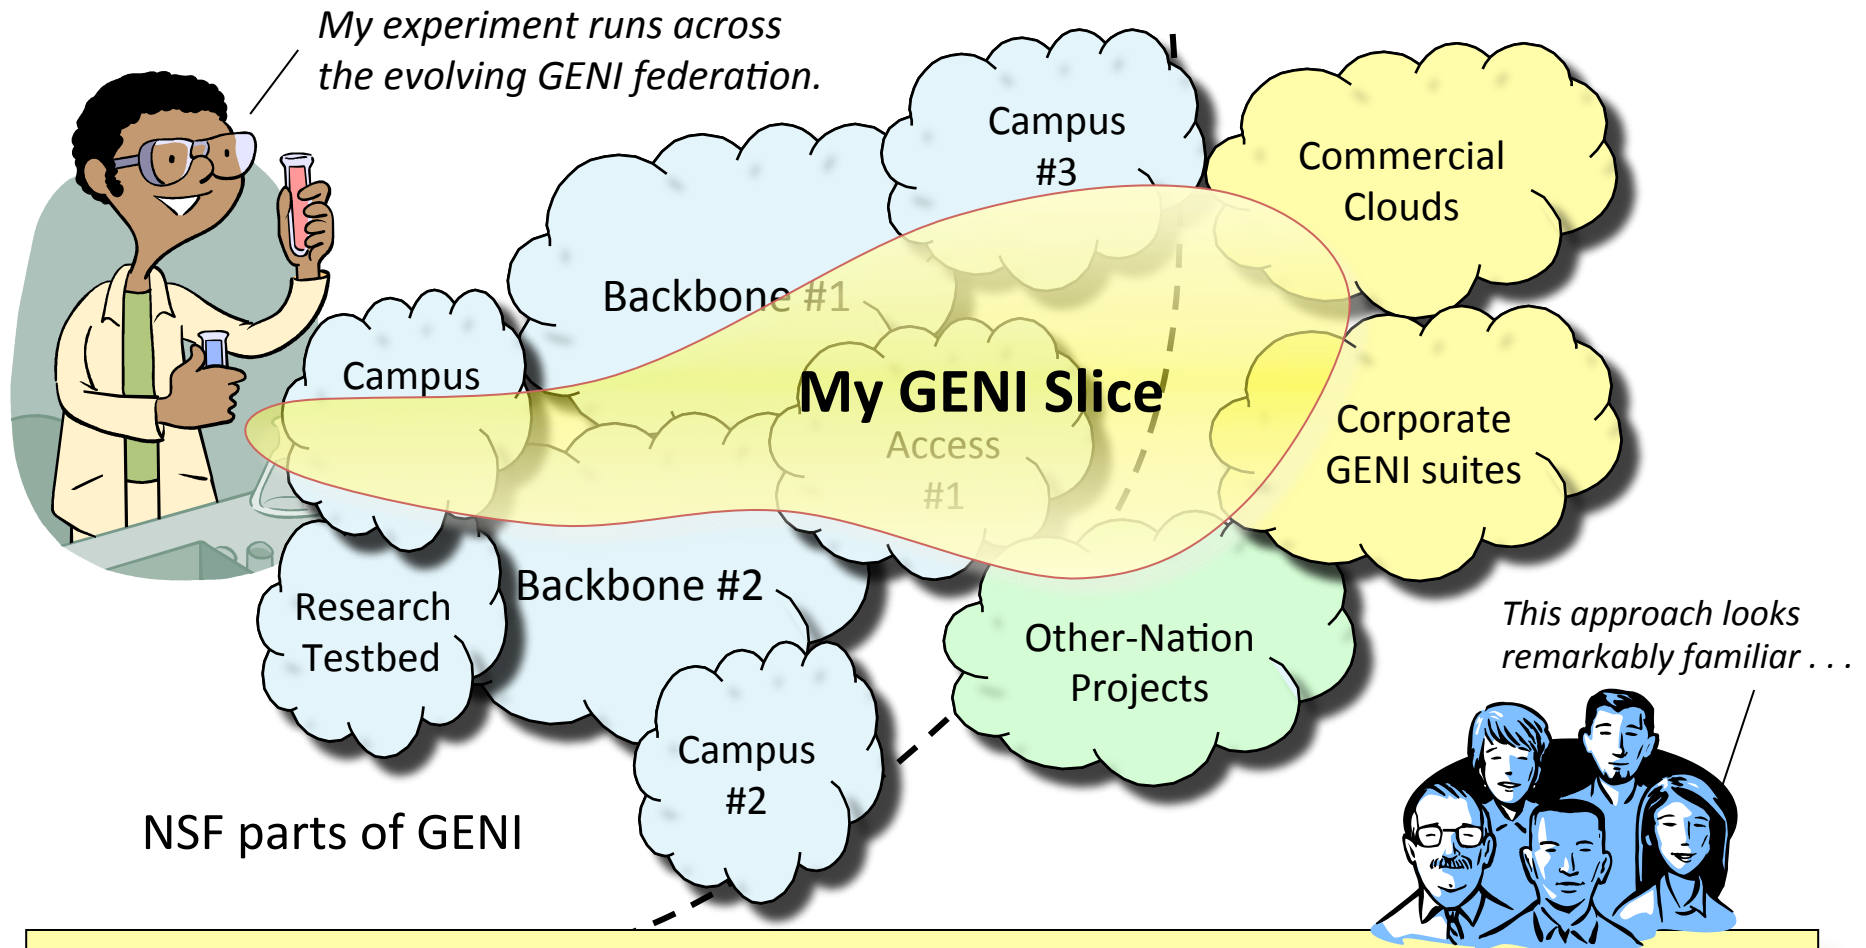 My experiment runs across
the evolving GENI federation.
Campus
#3
Commercial
Clouds
Backbone #1
Campus
My GENI Slice
Access
#1
Corporate
GENI suites
Backbone #2
Research
Testbed
Other-Nation
Projects
This approach looks
remarkably familiar . . .
Campus
#2
NSF parts of GENI